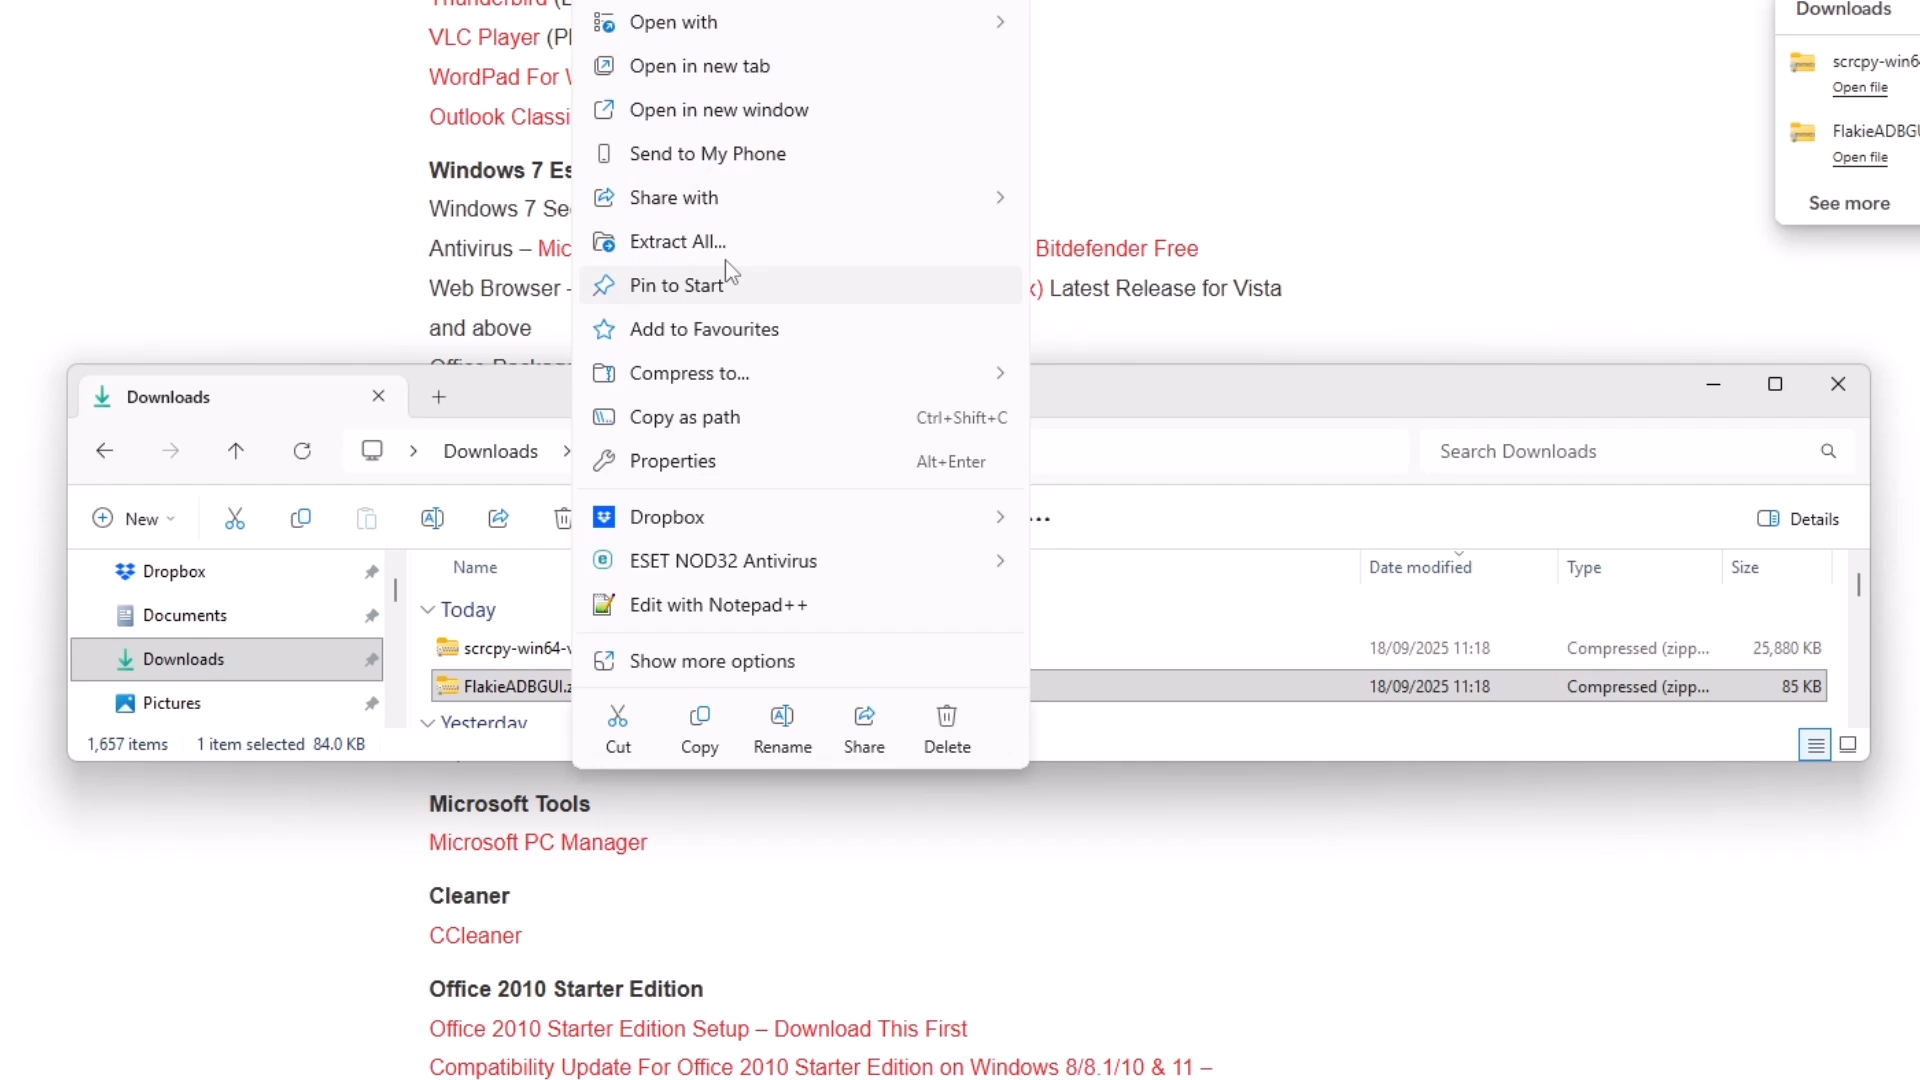 VLC Player (Pl
WordPad For W
Outlook Classi
Windows 7 Es
Windows 7 Se
Antivirus – Mic
Bitdefender Free
Web Browser -
x) Latest Release for Vista
and above
Open with
Open in new tab
Open in new window
Send to My Phone
Share with
Extract All...
Pin to Start
Add to Favourites
Compress to...
Copy as path Ctrl+Shift+C
Properties Alt+Enter
Dropbox
ESET NOD32 Antivirus
Edit with Notepad++
Show more options
Cut Copy Rename Share Delete
Downloads
scrcpy-win6
Open file
FlakieADBGU
Open file
See more
Downloads
Downloads
Search Downloads
New
Details
Dropbox
Documents
Downloads
Pictures
Name Date modified Type Size
Today
scrcpy-win64-v 18/09/2025 11:18 Compressed (zipp... 25,880 KB
FlakieADBGUI.z 18/09/2025 11:18 Compressed (zipp... 85 KB
Yesterday
1,657 items 1 item selected 84.0 KB
Microsoft Tools
Microsoft PC Manager
Cleaner
CCleaner
Office 2010 Starter Edition
Office 2010 Starter Edition Setup – Download This First
Compatibility Update For Office 2010 Starter Edition on Windows 8/8.1/10 & 11 –